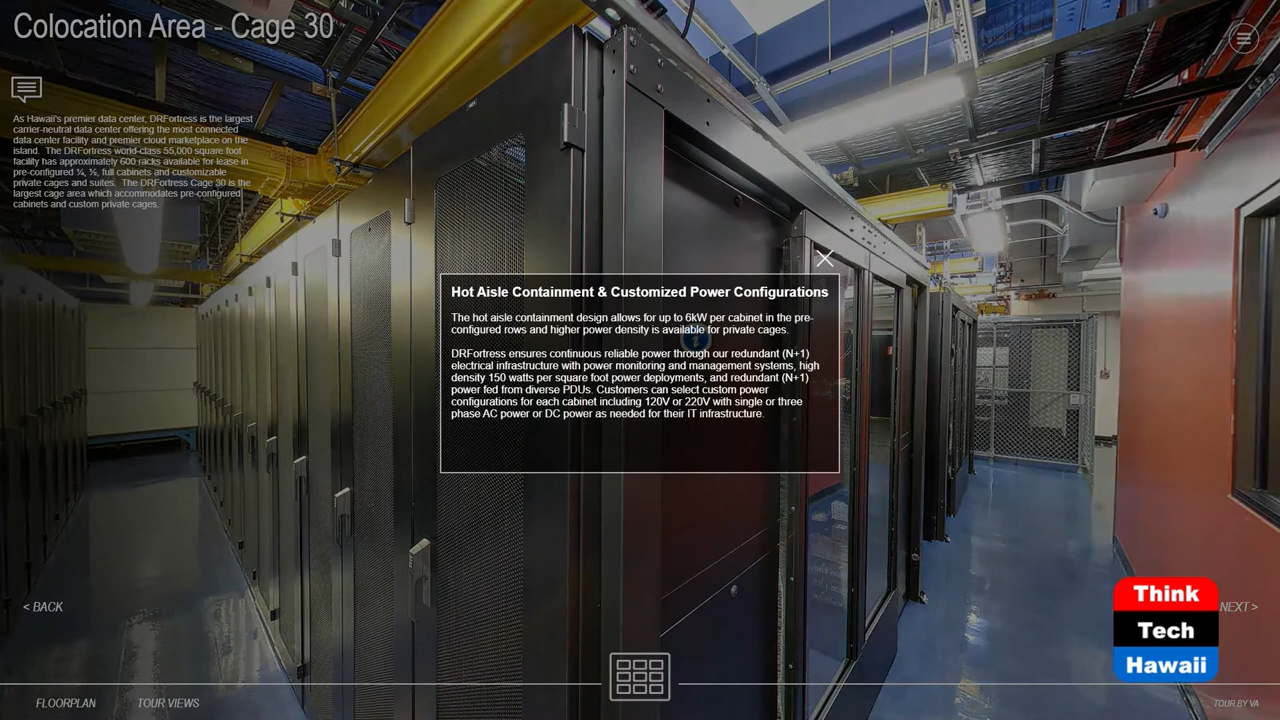 Colocation Area - Cage 30
As Hawaii's premier data center, DRFortress is the largest
carrier-neutral data center offering the most connected
data center facility and premier cloud marketplace on the
island. The DRFortress world-class 55,000 square foot
facility has approximately 600 racks available for lease in
pre-configured ¼, ½, full cabinets and customizable
private cages and suites. The DRFortress Cage 30 is the
largest cage area which accommodates pre-configured
cabinets and custom private cages.
Hot Aisle Containment & Customized Power Configurations
The hot aisle containment design allows for up to 6kW per cabinet in the pre-
configured rows and higher power density is available for private cages.
DRFortress ensures continuous reliable power through our redundant (N+1)
electrical infrastructure with power monitoring and management systems, high
density 150 watts per square foot power deployments, and redundant (N+1)
power fed from diverse PDUs. Customers can select custom power
configurations for each cabinet including 120V or 220V with single or three
phase AC power or DC power as needed for their IT infrastructure.
< BACK
NEXT >
Think
Tech
Hawaii
FLOORPLAN
TOUR VIEWS
TOUR BY VA